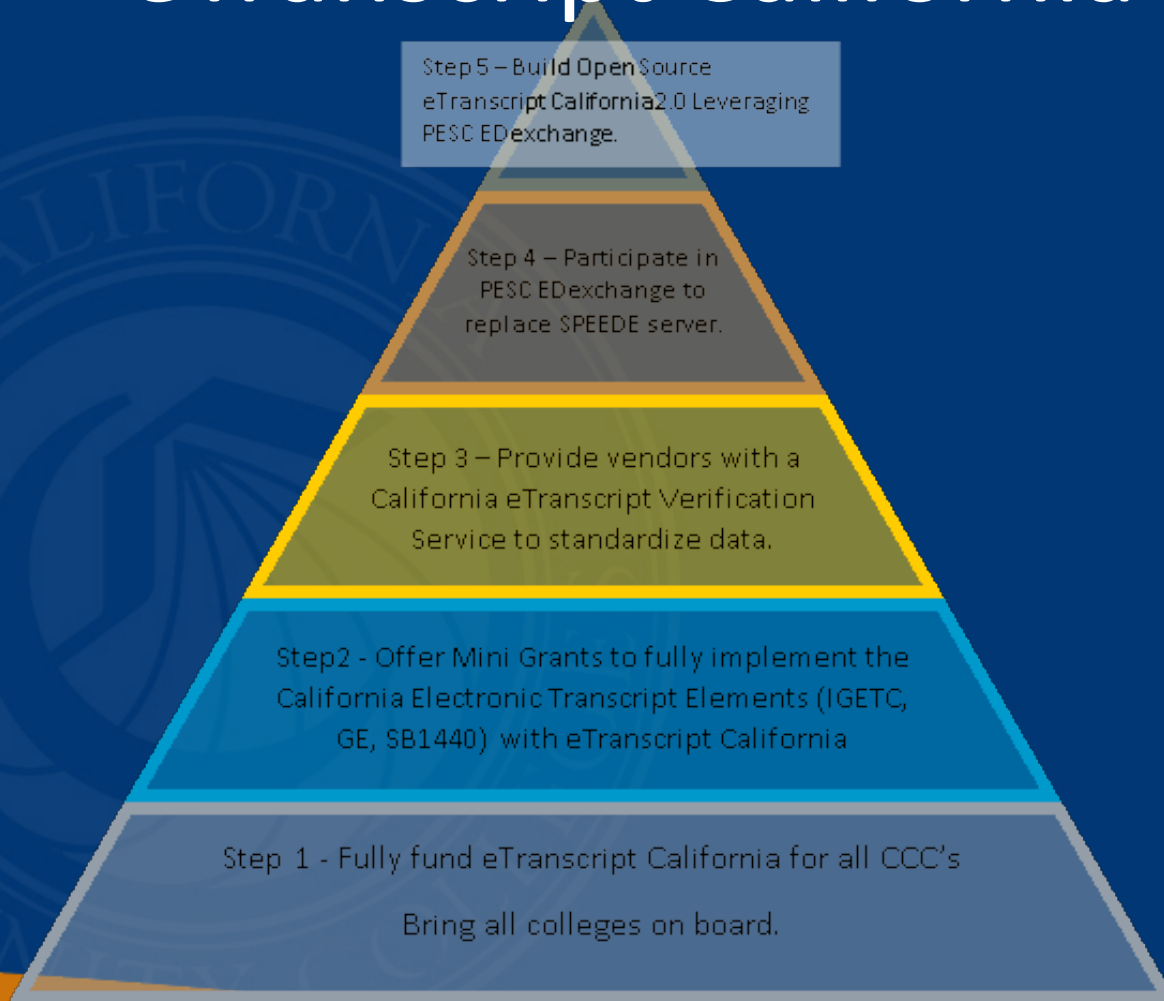 eTranscript California
Step 5 – Build Open Source
eTranscript California2.0 Leveraging
PESC EDexchange.
Step 4 – Participate in
PESC EDexchange to
replace SPEEDE server.
Step 3 – Provide vendors with a
California eTranscript Verification
Service to standardize data.
Step2 - Offer Mini Grants to fully implement the
California Electronic Transcript Elements (IGETC,
GE, SB1440) with eTranscript California
Step 1 - Fully fund eTranscript California for all CCC's
Bring all colleges on board.